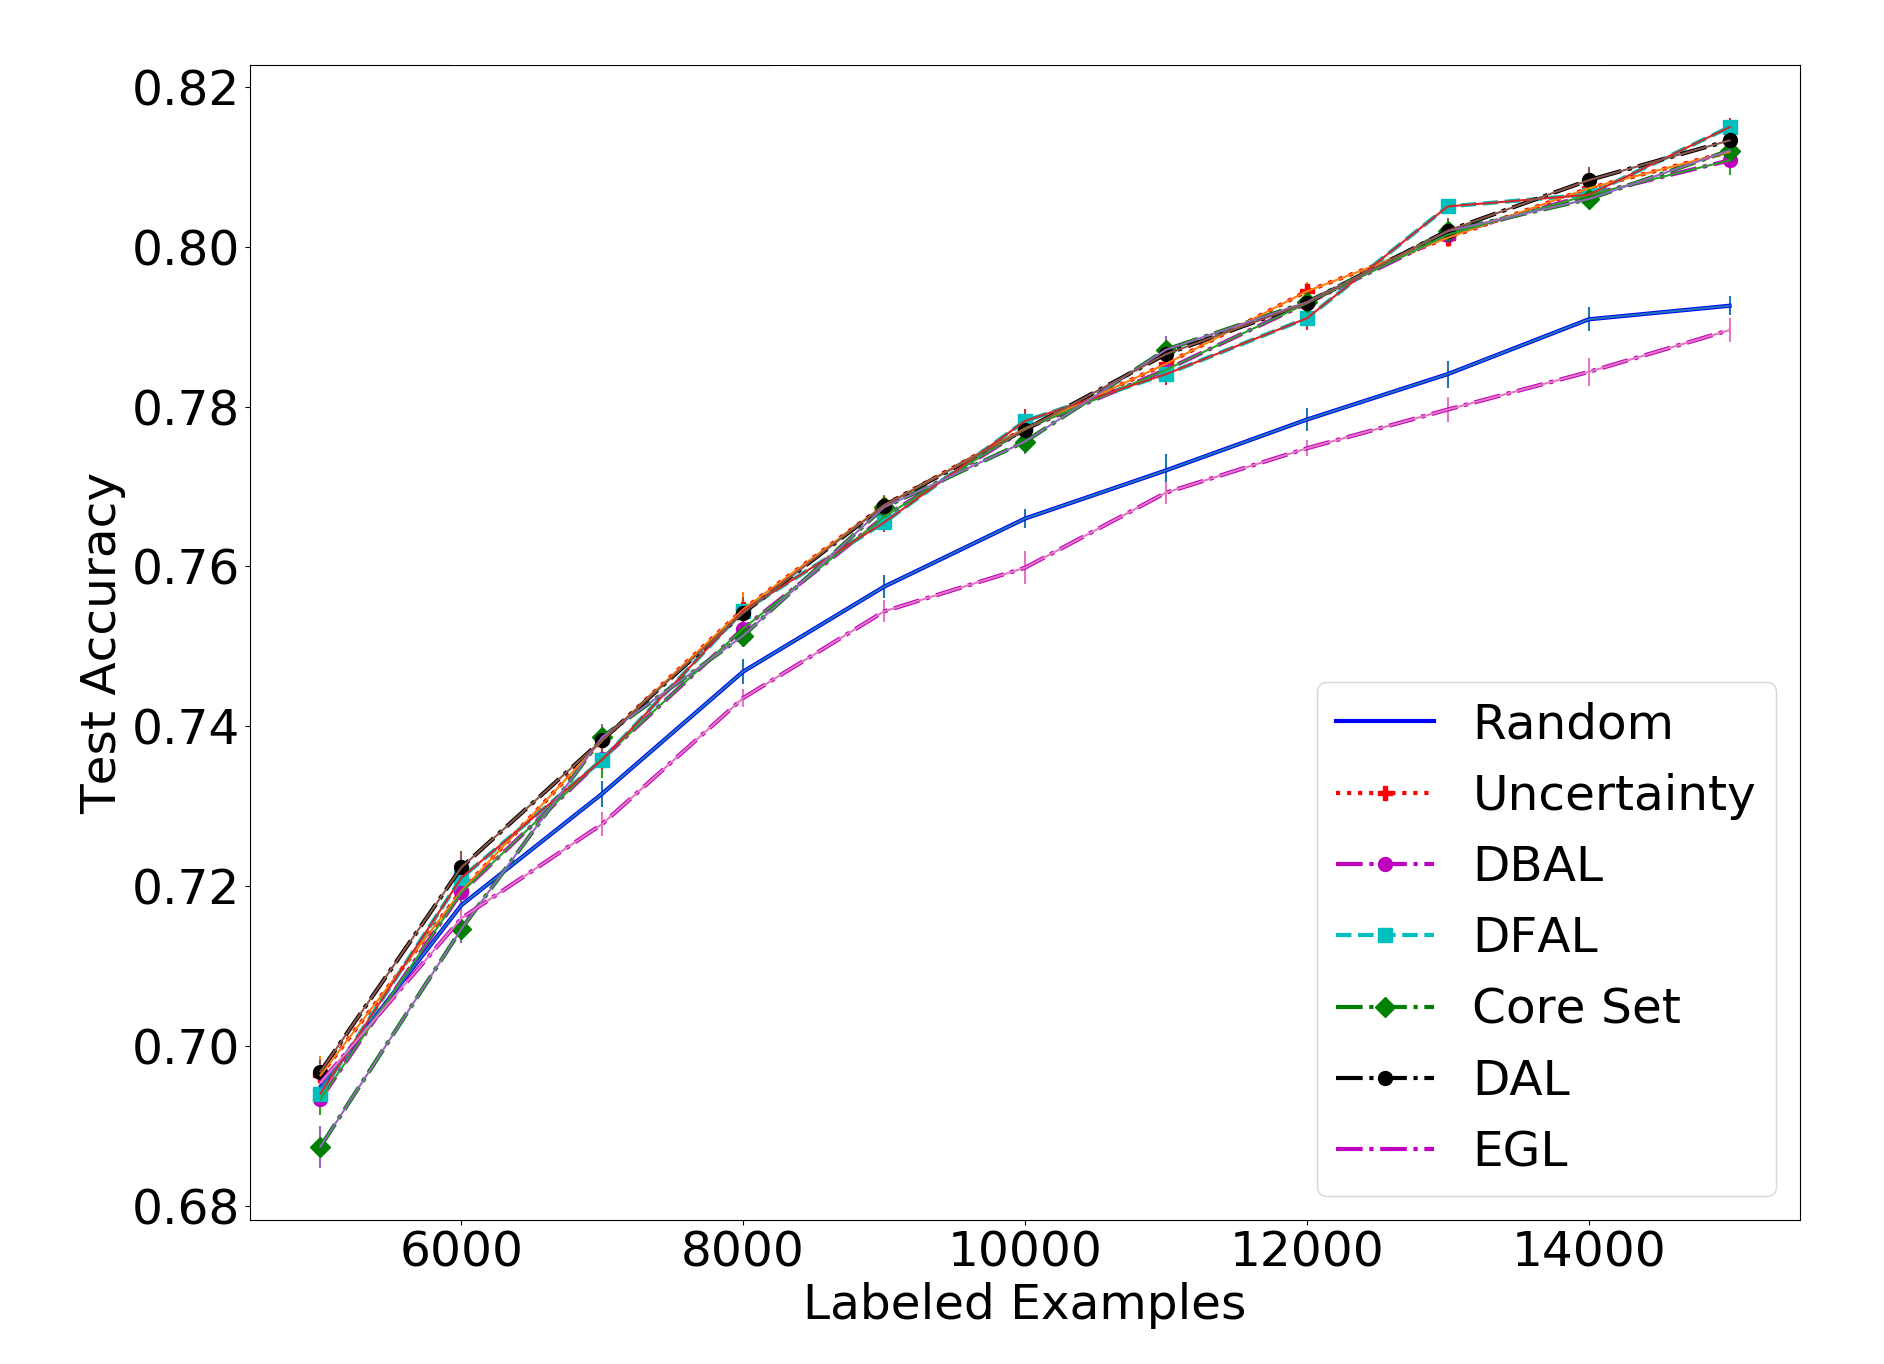 0.82
0.80
0.78
0.76
0.74
0.72
0.70
0.68
Test Accuracy
6000 8000 10000 12000 14000
Labeled Examples
Random
Uncertainty
DBAL
DFAL
Core Set
DAL
EGL